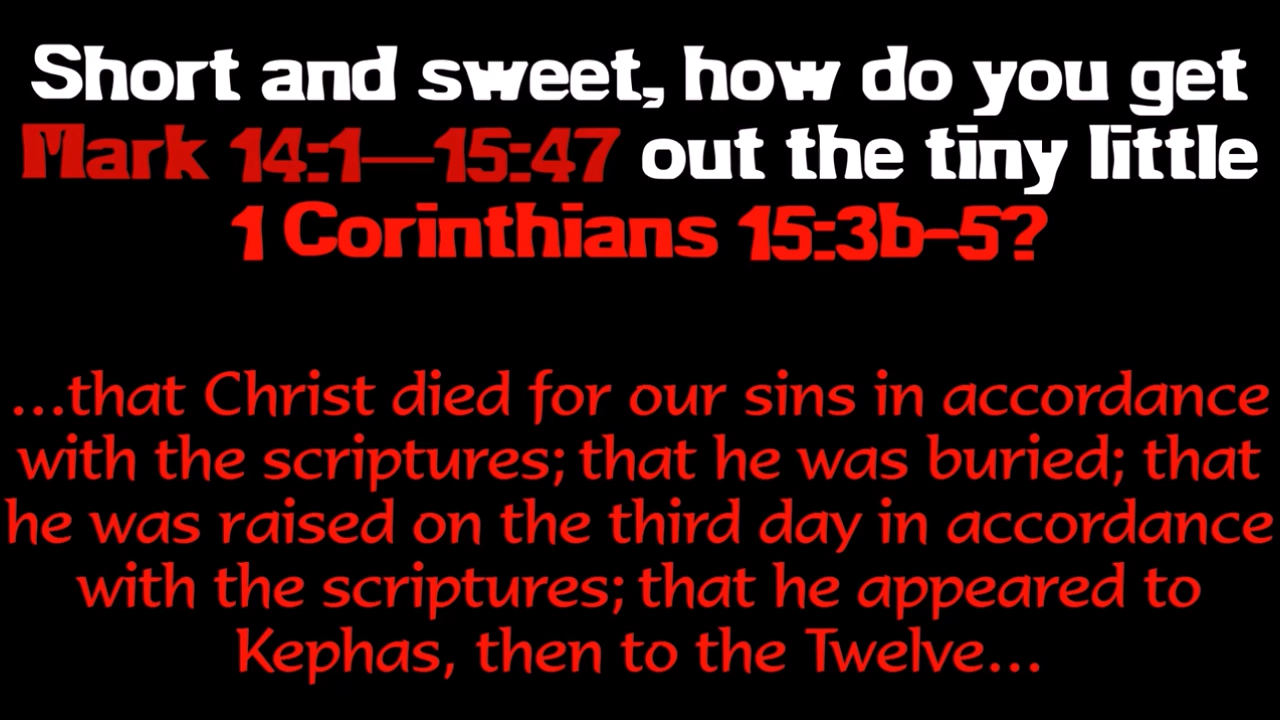 Short and sweet, how do you get
Mark 14:1—15:47 out the tiny little
1 Corinthians 15:3b–5?
...that Christ died for our sins in accordance
with the scriptures; that he was buried; that
he was raised on the third day in accordance
with the scriptures; that he appeared to
Kephas, then to the Twelve...